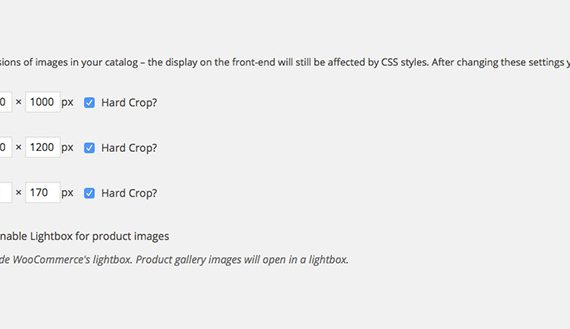 sions of images in your catalog – the display on the front-end will still be affected by CSS styles. After changing these settings y
0 × 1000 px Hard Crop?
0 × 1200 px Hard Crop?
× 170 px Hard Crop?
nable Lightbox for product images
de WooCommerce's lightbox. Product gallery images will open in a lightbox.